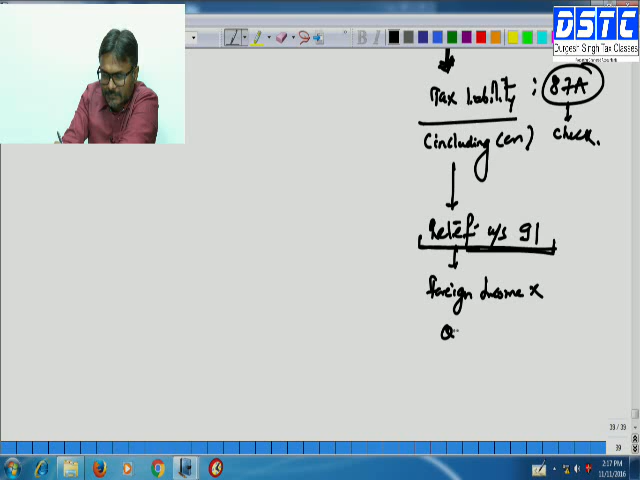 DSTC
Durgesh Singh Tax Classes
Tax liability : 87A
(including cess) check.
Relief u/s 91
Foreign Income x
@
39 / 39
39
2:17 PM
11/11/2016